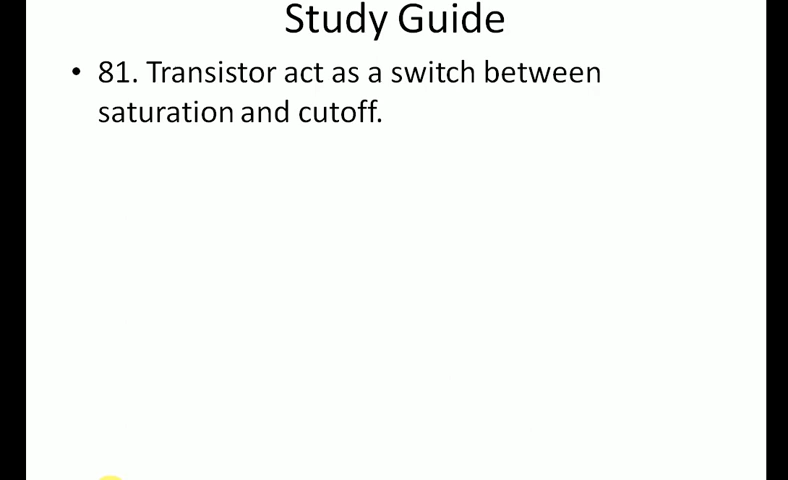 Study Guide
• 81. Transistor act as a switch between
saturation and cutoff.